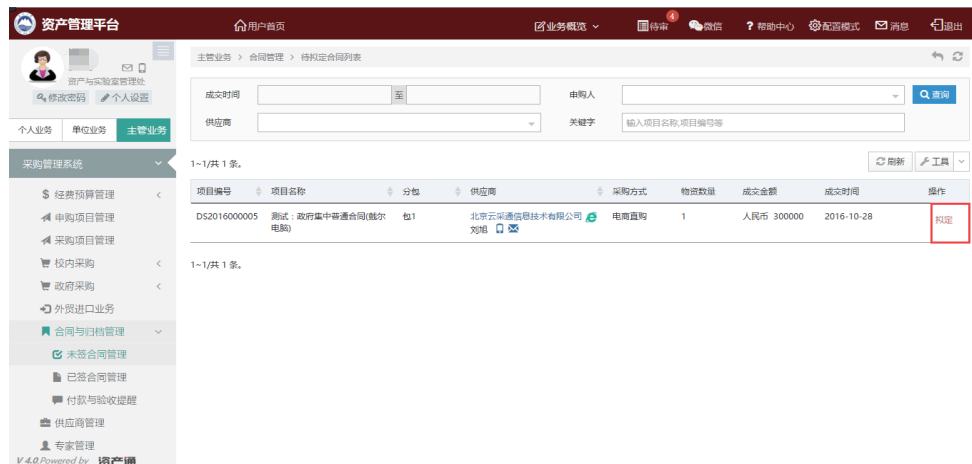 资产管理平台
用户首页
业务概览
待审
4
微信
? 帮助中心
配置模式
消息
退出
资产与实验室管理处
修改密码 个人设置
个人业务 单位业务 主管业务
采购管理系统
$ 经费预算管理
申购项目管理
采购项目管理
校内采购
政府采购
外贸进口业务
合同与归档管理
未签合同管理
已签合同管理
付款与验收提醒
供应商管理
专家管理
V 4.0.Powered by 资产通
主管业务 > 合同管理 > 待拟定合同列表
成交时间 至 申购人 查询
供应商 关键字 输入项目名称,项目编号等
1~1/共 1 条。 刷新 工具
项目编号 项目名称 分包 供应商 采购方式 物资数量 成交金额 成交时间 操作
DS2016000005 测试:政府集中普通合同(戴尔 包1 北京云采通信息技术有限公司 电商直购 1 人民币 300000 2016-10-28 拟定
电脑) 刘旭
1~1/共 1 条。